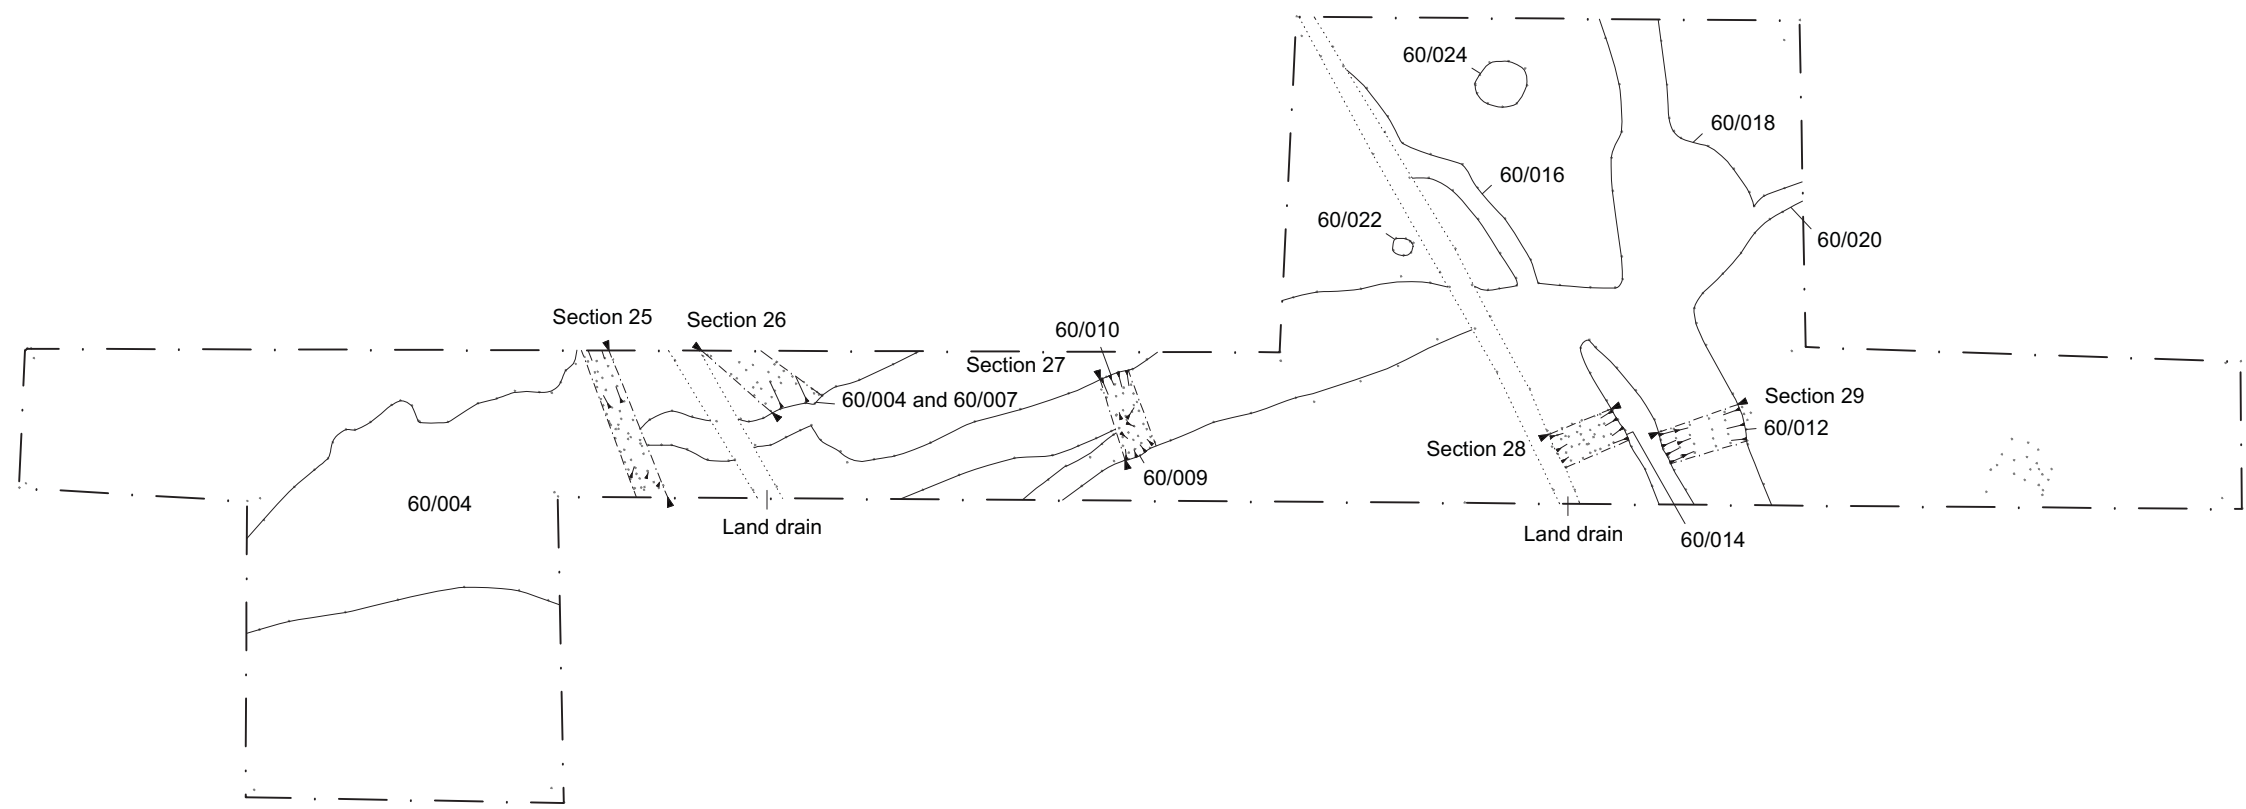 60/024
60/018
60/016
60/022
60/020
Section 25
Section 26
60/010
Section 27
60/004 and 60/007
Section 29
60/012
Section 28
60/009
60/004
Land drain
Land drain
60/014